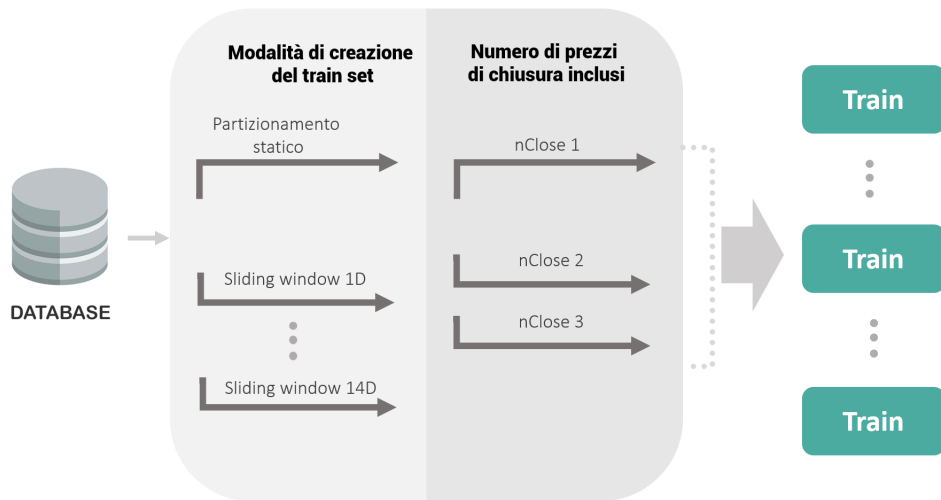 Modalità di creazione
del train set
Numero di prezzi
di chiusura inclusi
Partizionamento
statico
nClose 1
Sliding window 1D
nClose 2
nClose 3
Sliding window 14D
DATABASE
Train
Train
Train